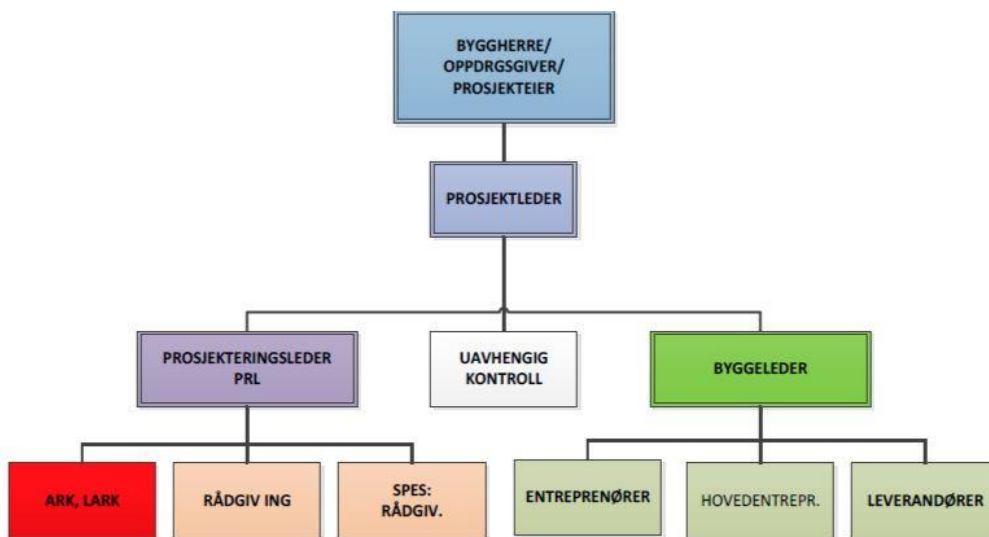 BYGGHERRE/
OPPDRGSGIVER/
PROSJEKTEIER
PROSJEKTLEDER
PROSJEKTERINGSLEDER
PRL
UAVHENGIG
KONTROLL
BYGGELEDER
ARK, LARK
RÅDGIV ING
SPES:
RÅDGIV.
ENTREPRENØRER
HOVEDENTREPR.
LEVERANDØRER